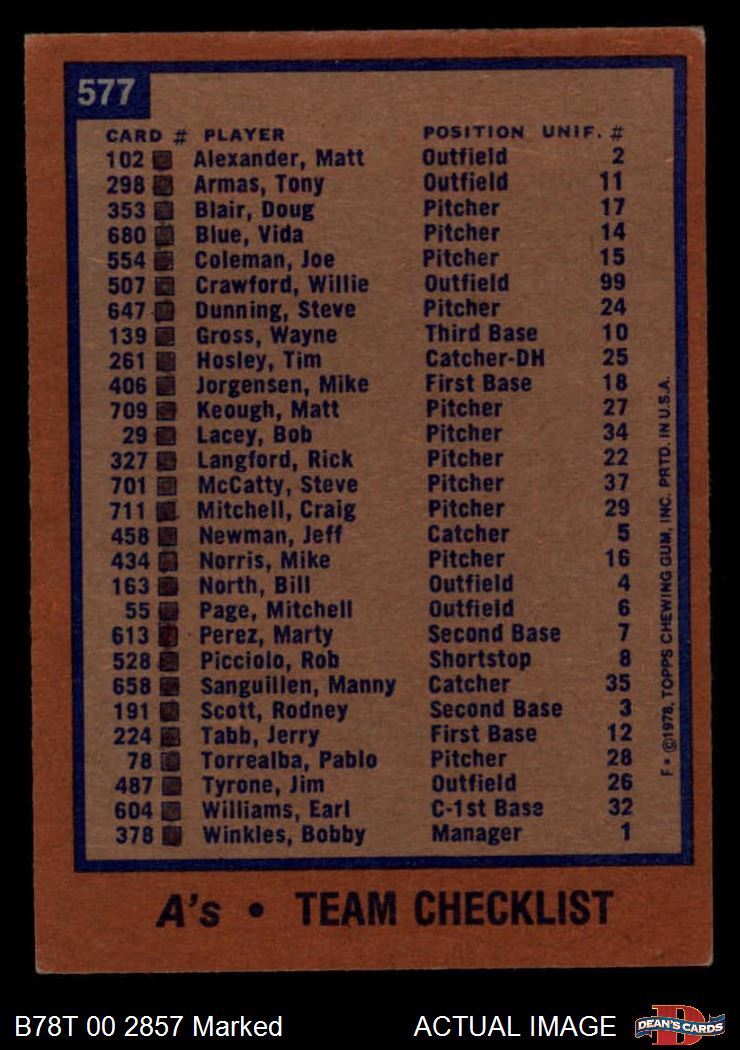 577
CARD # PLAYER POSITION UNIF. #
102 Alexander, Matt Outfield 2
298 Armas, Tony Outfield 11
353 Blair, Doug Pitcher 17
680 Blue, Vida Pitcher 14
554 Coleman, Joe Pitcher 15
507 Crawford, Willie Outfield 99
647 Dunning, Steve Pitcher 24
139 Gross, Wayne Third Base 10
261 Hosley, Tim Catcher-DH 25
406 Jorgensen, Mike First Base 18
709 Keough, Matt Pitcher 27
29 Lacey, Bob Pitcher 34
327 Langford, Rick Pitcher 22
701 McCatty, Steve Pitcher 37
711 Mitchell, Craig Pitcher 29
458 Newman, Jeff Catcher 5
434 Norris, Mike Pitcher 16
163 North, Bill Outfield 4
55 Page, Mitchell Outfield 6
613 Perez, Marty Second Base 7
528 Picciolo, Rob Shortstop 8
658 Sanguillen, Manny Catcher 35
191 Scott, Rodney Second Base 3
224 Tabb, Jerry First Base 12
78 Torrealba, Pablo Pitcher 28
487 Tyrone, Jim Outfield 26
604 Williams, Earl C-1st Base 32
378 Winkles, Bobby Manager 1
F* ©1978, TOPPS CHEWING GUM, INC. PRTD. IN U.S.A.
A's • TEAM CHECKLIST
B78T 00 2857 Marked ACTUAL IMAGE
D
DEAN'S CARDS